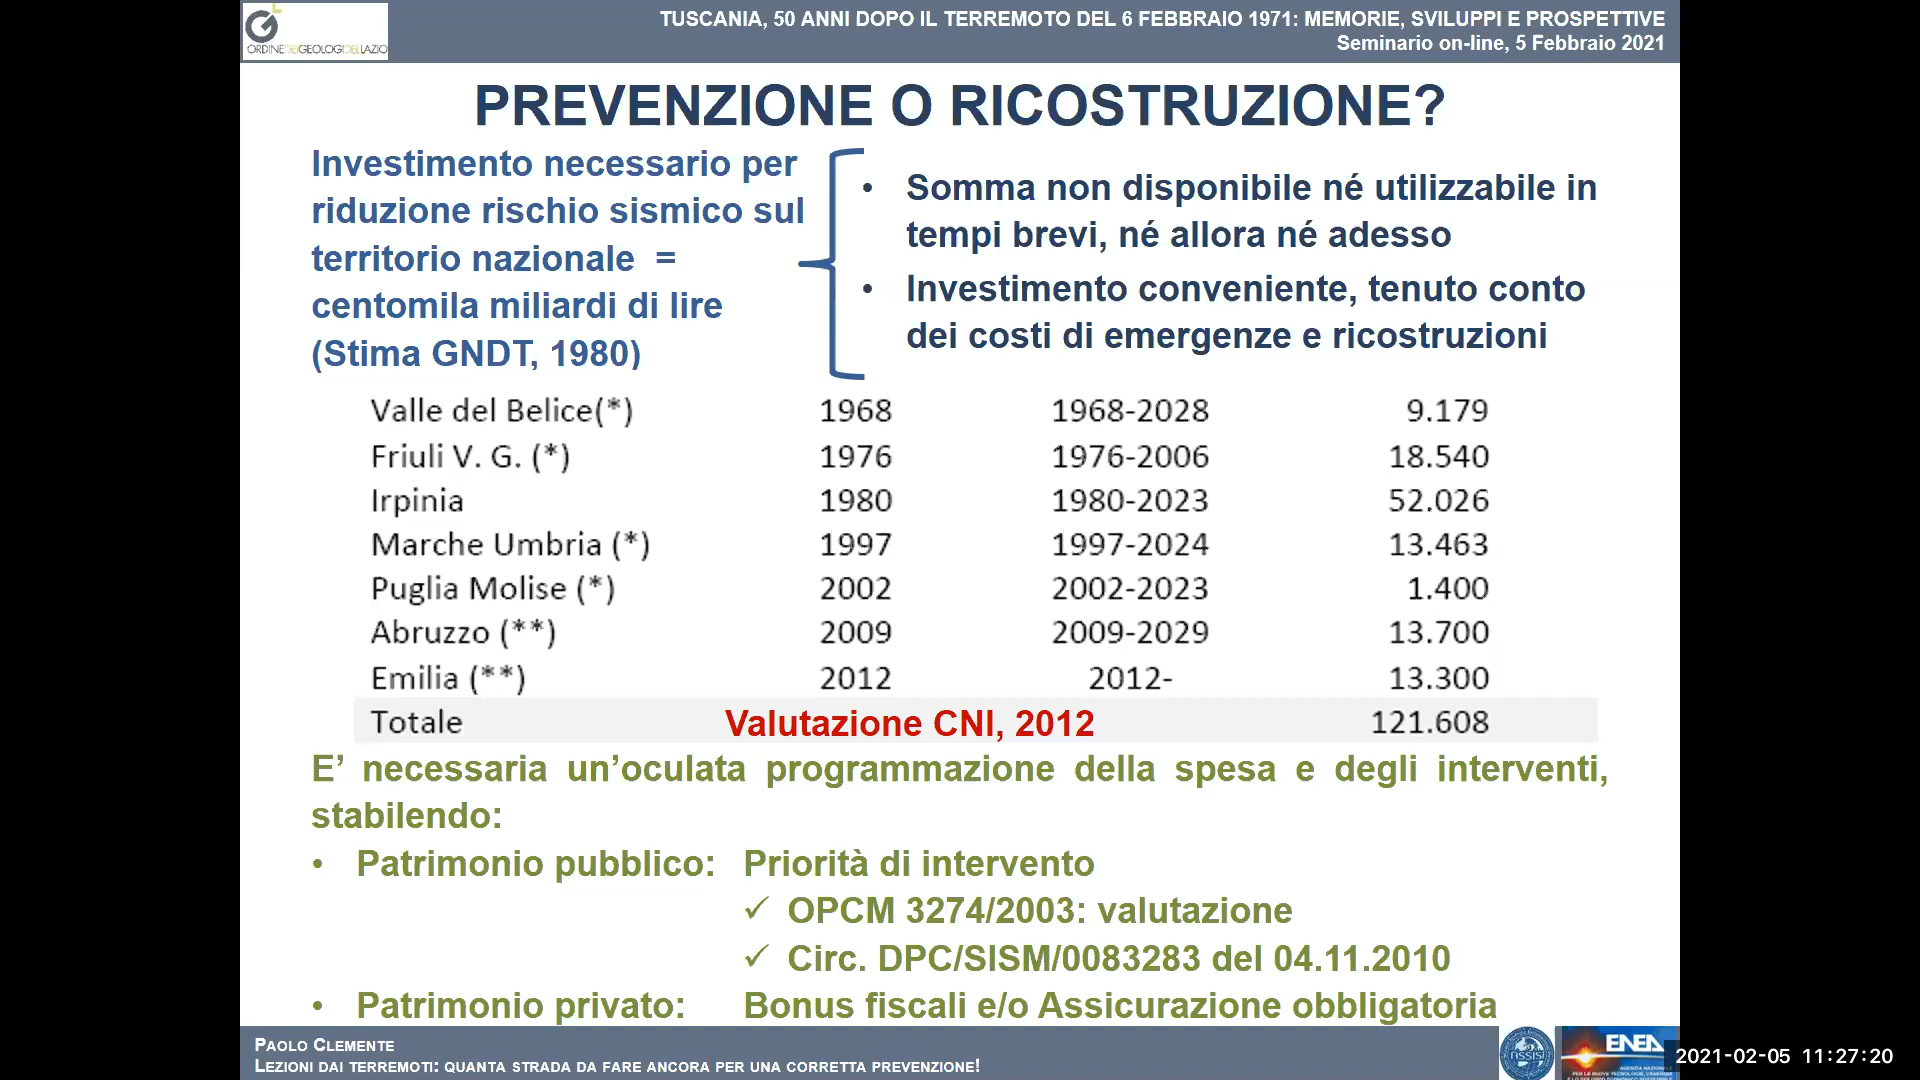 ORDINE DEI GEOLOGI DEL LAZIO
TUSCANIA, 50 ANNI DOPO IL TERREMOTO DEL 6 FEBBRAIO 1971: MEMORIE, SVILUPPI E PROSPETTIVE
Seminario on-line, 5 Febbraio 2021
PREVENZIONE O RICOSTRUZIONE?
Investimento necessario per
riduzione rischio sismico sul
territorio nazionale =
centomila miliardi di lire
(Stima GNDT, 1980)
• Somma non disponibile né utilizzabile in
tempi brevi, né allora né adesso
• Investimento conveniente, tenuto conto
dei costi di emergenze e ricostruzioni
Valle del Belice(*) 1968 1968-2028 9.179
Friuli V. G. (*) 1976 1976-2006 18.540
Irpinia 1980 1980-2023 52.026
Marche Umbria (*) 1997 1997-2024 13.463
Puglia Molise (*) 2002 2002-2023 1.400
Abruzzo (**) 2009 2009-2029 13.700
Emilia (**) 2012 2012- 13.300
Totale Valutazione CNI, 2012 121.608
E’ necessaria un’oculata programmazione della spesa e degli interventi,
stabilendo:
• Patrimonio pubblico: Priorità di intervento
✓ OPCM 3274/2003: valutazione
✓ Circ. DPC/SISM/0083283 del 04.11.2010
• Patrimonio privato: Bonus fiscali e/o Assicurazione obbligatoria
PAOLO CLEMENTE
LEZIONI DAI TERREMOTI: QUANTA STRADA DA FARE ANCORA PER UNA CORRETTA PREVENZIONE!
ENEA
2021-02-05 11:27:20